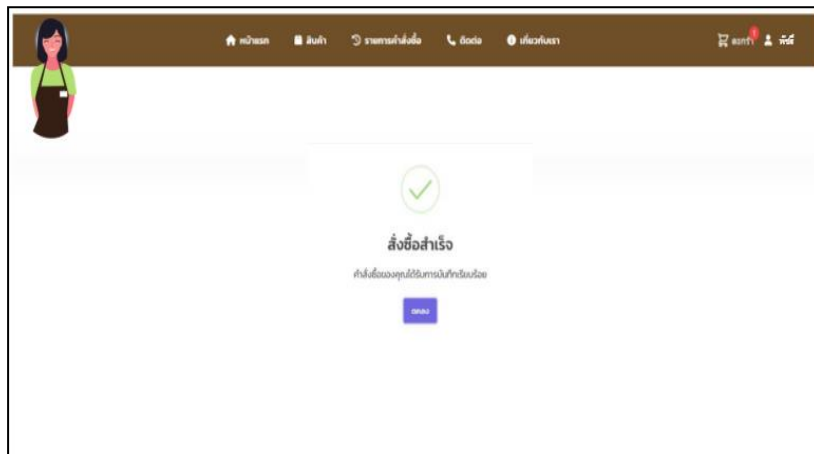 หน้าแรก สินค้า รายการคำสั่งซื้อ ติดต่อ เกี่ยวกับเรา ตะกร้า 1
สั่งซื้อสำเร็จ
คำสั่งซื้อของคุณได้รับการบันทึกเรียบร้อย
ตกลง